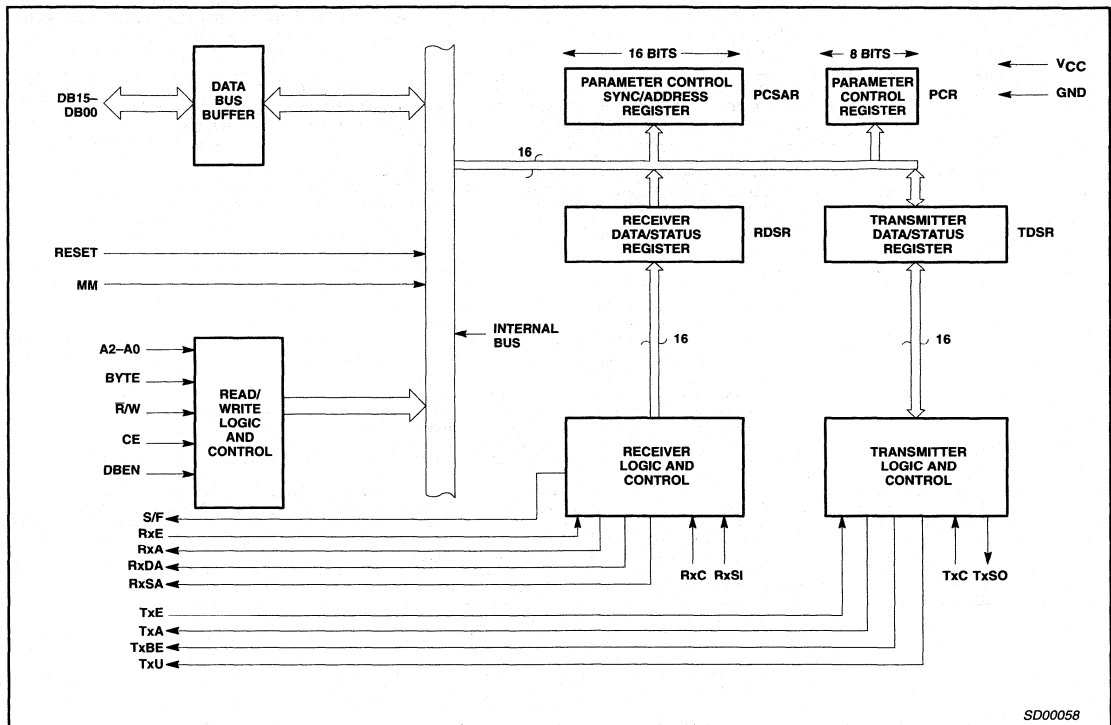 16 BITS
8 BITS
DB15–
DB00
DATA
BUS
BUFFER
PARAMETER CONTROL
SYNC/ADDRESS
REGISTER
PCSAR
PARAMETER
CONTROL
REGISTER
PCR
VCC
GND
16
RECEIVER
DATA/STATUS
REGISTER
RDSR
TRANSMITTER
DATA/STATUS
REGISTER
TDSR
RESET
MM
INTERNAL
BUS
16
16
A2–A0
BYTE
R̅/W
CE
DBEN
READ/
WRITE
LOGIC
AND
CONTROL
RECEIVER
LOGIC AND
CONTROL
TRANSMITTER
LOGIC AND
CONTROL
S/F
RxE
RxA
RxDA
RxSA
RxC RxSI
TxC TxSO
TxE
TxA
TxBE
TxU
SD00058